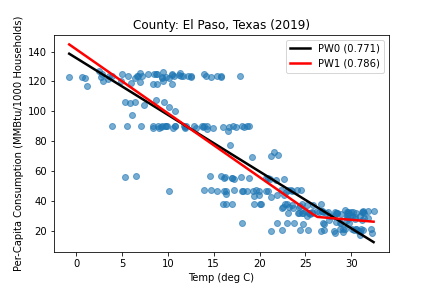 County: El Paso, Texas (2019)
PW0 (0.771)
PW1 (0.786)
Per-Capita Consumption (MMBtu/1000 Households)
140
120
100
80
60
40
20
0 5 10 15 20 25 30
Temp (deg C)